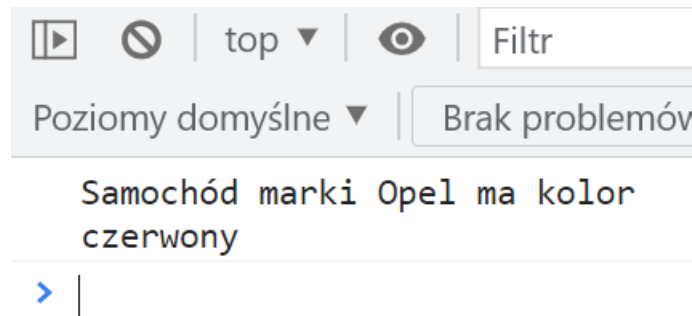 top Filtr
Poziomy domyślne Brak problemów
Samochód marki Opel ma kolor
czerwony